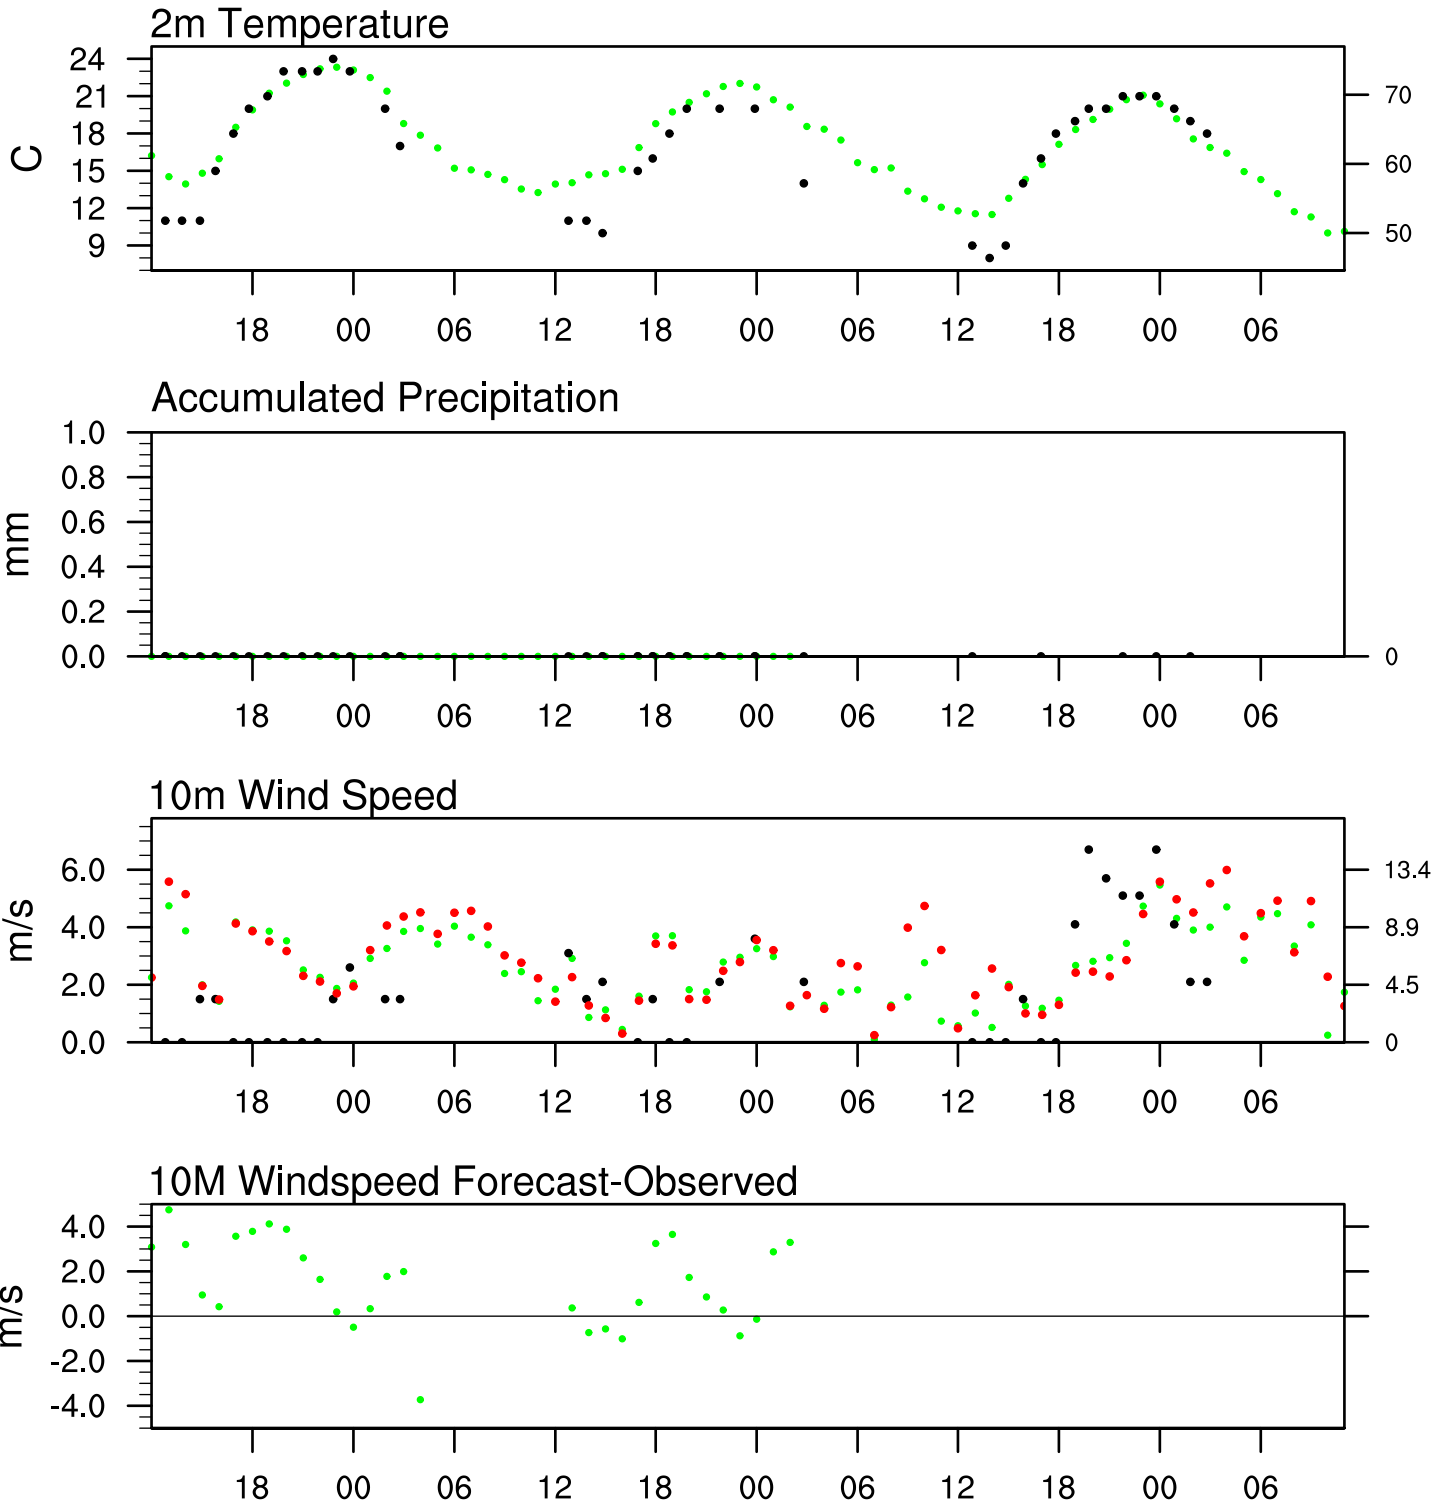 2m Temperature
24
21
18
15
12
9
C
70
60
50
18 00 06 12 18 00 06 12 18 00 06
Accumulated Precipitation
1.0
0.8
0.6
0.4
0.2
0.0
mm
0
18 00 06 12 18 00 06 12 18 00 06
10m Wind Speed
6.0
4.0
2.0
0.0
m/s
13.4
8.9
4.5
0
18 00 06 12 18 00 06 12 18 00 06
10M Windspeed Forecast-Observed
4.0
2.0
0.0
-2.0
-4.0
m/s
18 00 06 12 18 00 06 12 18 00 06